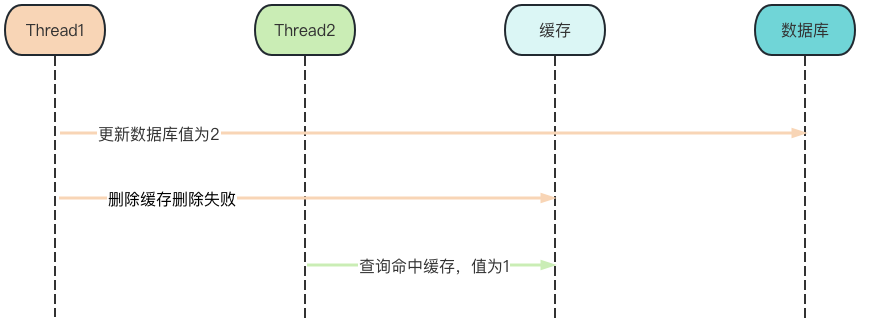 Thread1
Thread2
缓存
数据库
更新数据库值为2
删除缓存删除失败
查询命中缓存，值为1